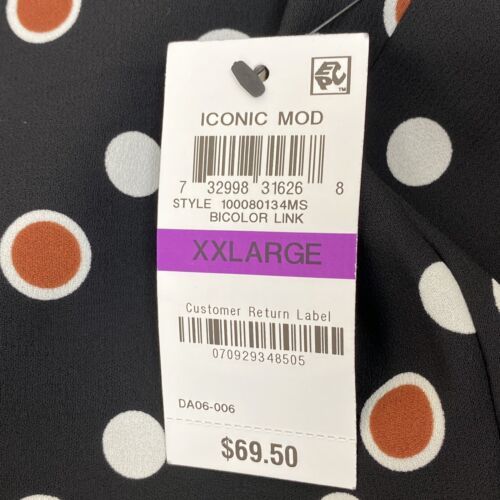 EPC™
ICONIC MOD
7 32998 31626 8
STYLE 100080134MS
BICOLOR LINK
XXLARGE
Customer Return Label
070929348505
DA06-006
$69.50